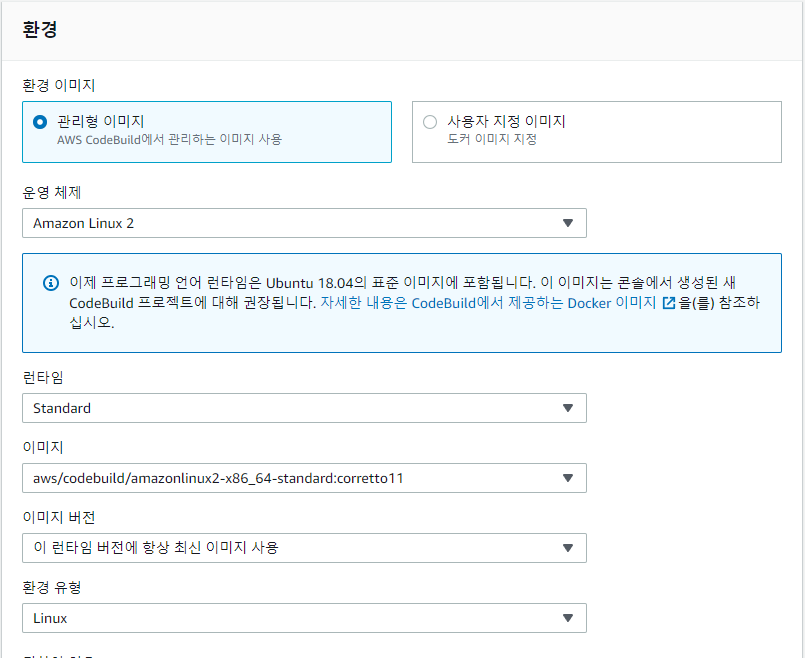 환경
환경 이미지
관리형 이미지
AWS CodeBuild에서 관리하는 이미지 사용
사용자 지정 이미지
도커 이미지 지정
운영 체제
Amazon Linux 2
이제 프로그래밍 언어 런타임은 Ubuntu 18.04의 표준 이미지에 포함됩니다. 이 이미지는 콘솔에서 생성된 새
CodeBuild 프로젝트에 대해 권장됩니다. 자세한 내용은 CodeBuild에서 제공하는 Docker 이미지 을(를) 참조하
십시오.
런타임
Standard
이미지
aws/codebuild/amazonlinux2-x86_64-standard:corretto11
이미지 버전
이 런타임 버전에 항상 최신 이미지 사용
환경 유형
Linux